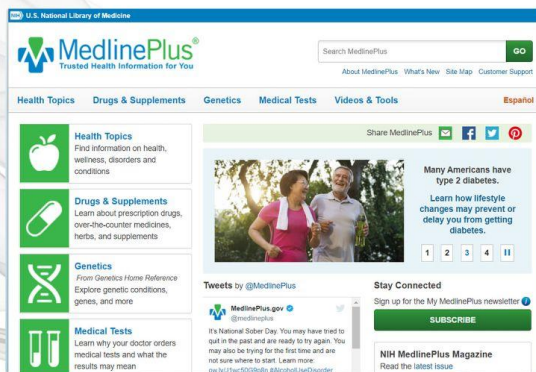 NIH U.S. National Library of Medicine
MedlinePlus®
Trusted Health Information for You
Search MedlinePlus
GO
About MedlinePlus What's New Site Map Customer Support
Health Topics Drugs & Supplements Genetics Medical Tests Videos & Tools Español
Share MedlinePlus
Health Topics
Find information on health,
wellness, disorders and
conditions
Drugs & Supplements
Learn about prescription drugs,
over-the-counter medicines,
herbs, and supplements
Genetics
From Genetics Home Reference
Explore genetic conditions,
genes, and more
Medical Tests
Learn why your doctor orders
medical tests and what the
results may mean
Many Americans have
type 2 diabetes.
Learn how lifestyle
changes may prevent or
delay you from getting
diabetes.
1 2 3 4
Tweets by @MedlinePlus
MedlinePlus.gov
@medlineplus
It's National Sober Day. You may have tried to
quit in the past and are ready to try again. You
may also be trying for the first time and are
not sure where to start. Learn more:
#AlcoholUseDisorder
Stay Connected
Sign up for the My MedlinePlus newsletter
SUBSCRIBE
NIH MedlinePlus Magazine
Read the latest issue